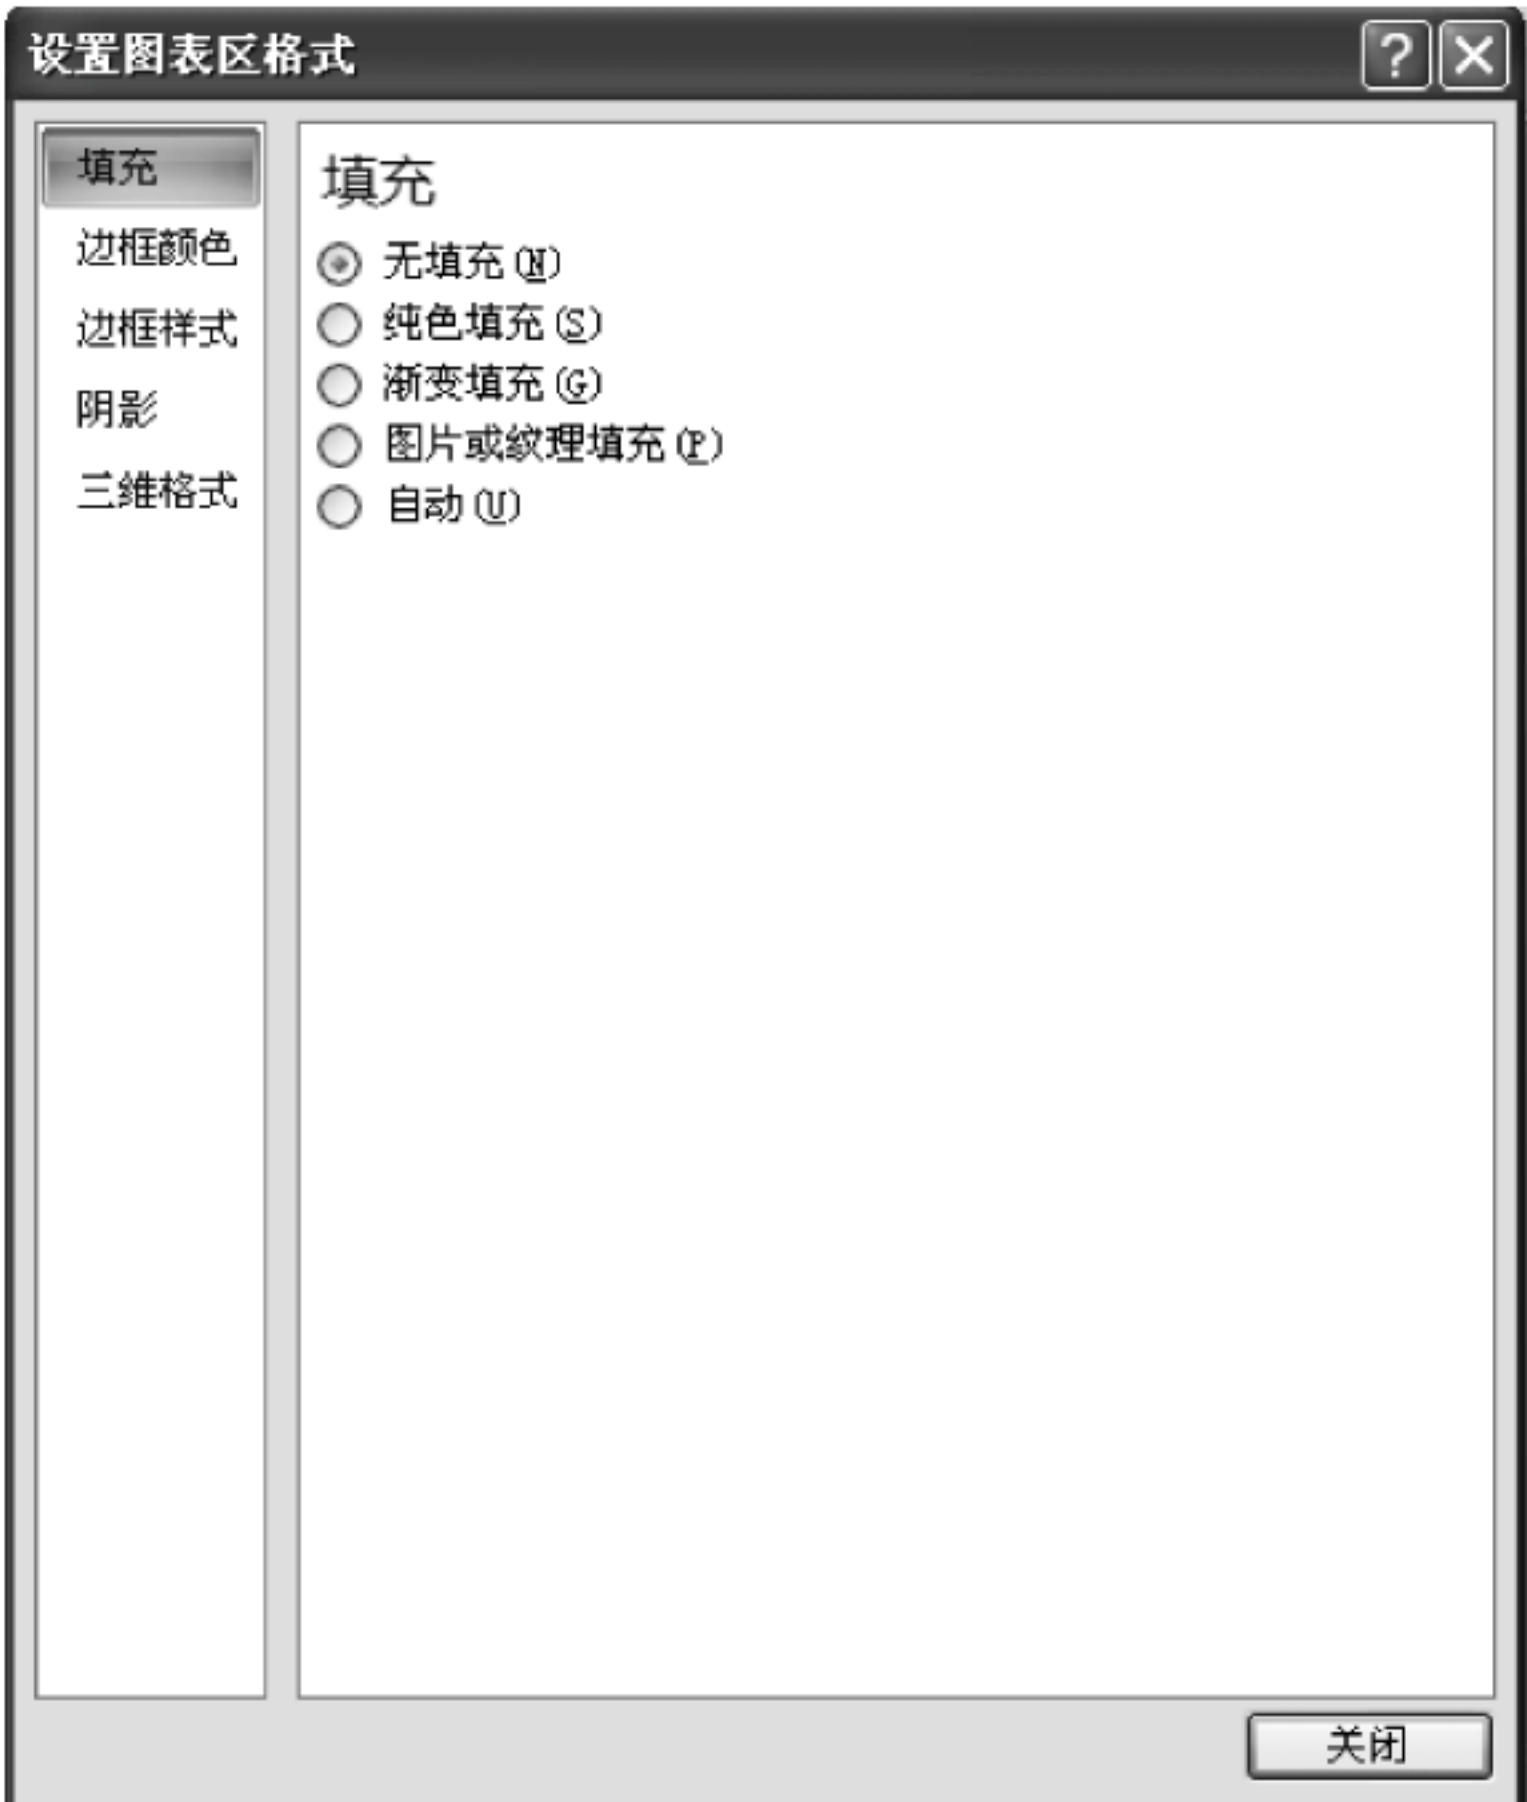 设置图表区格式
填充
边框颜色
边框样式
阴影
三维格式
填充
无填充(N)
纯色填充(S)
渐变填充(G)
图片或纹理填充(P)
自动(U)
关闭